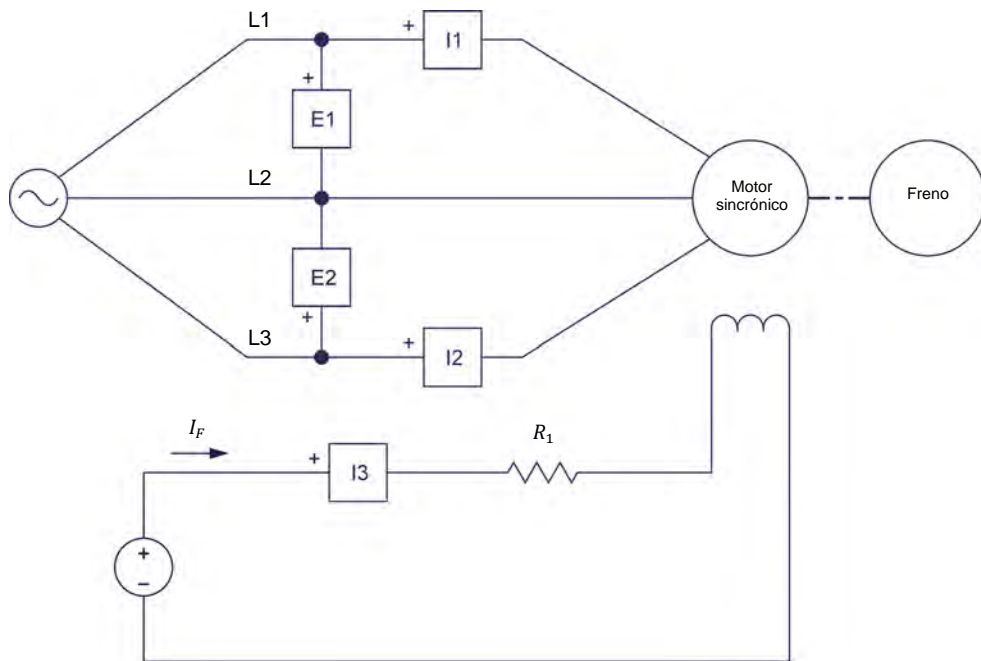 L1
+
I1
+
E1
L2
Motor
sincrónico
Freno
E2
+
L3
+
I2
I_F
R_1
+
I3
+
−